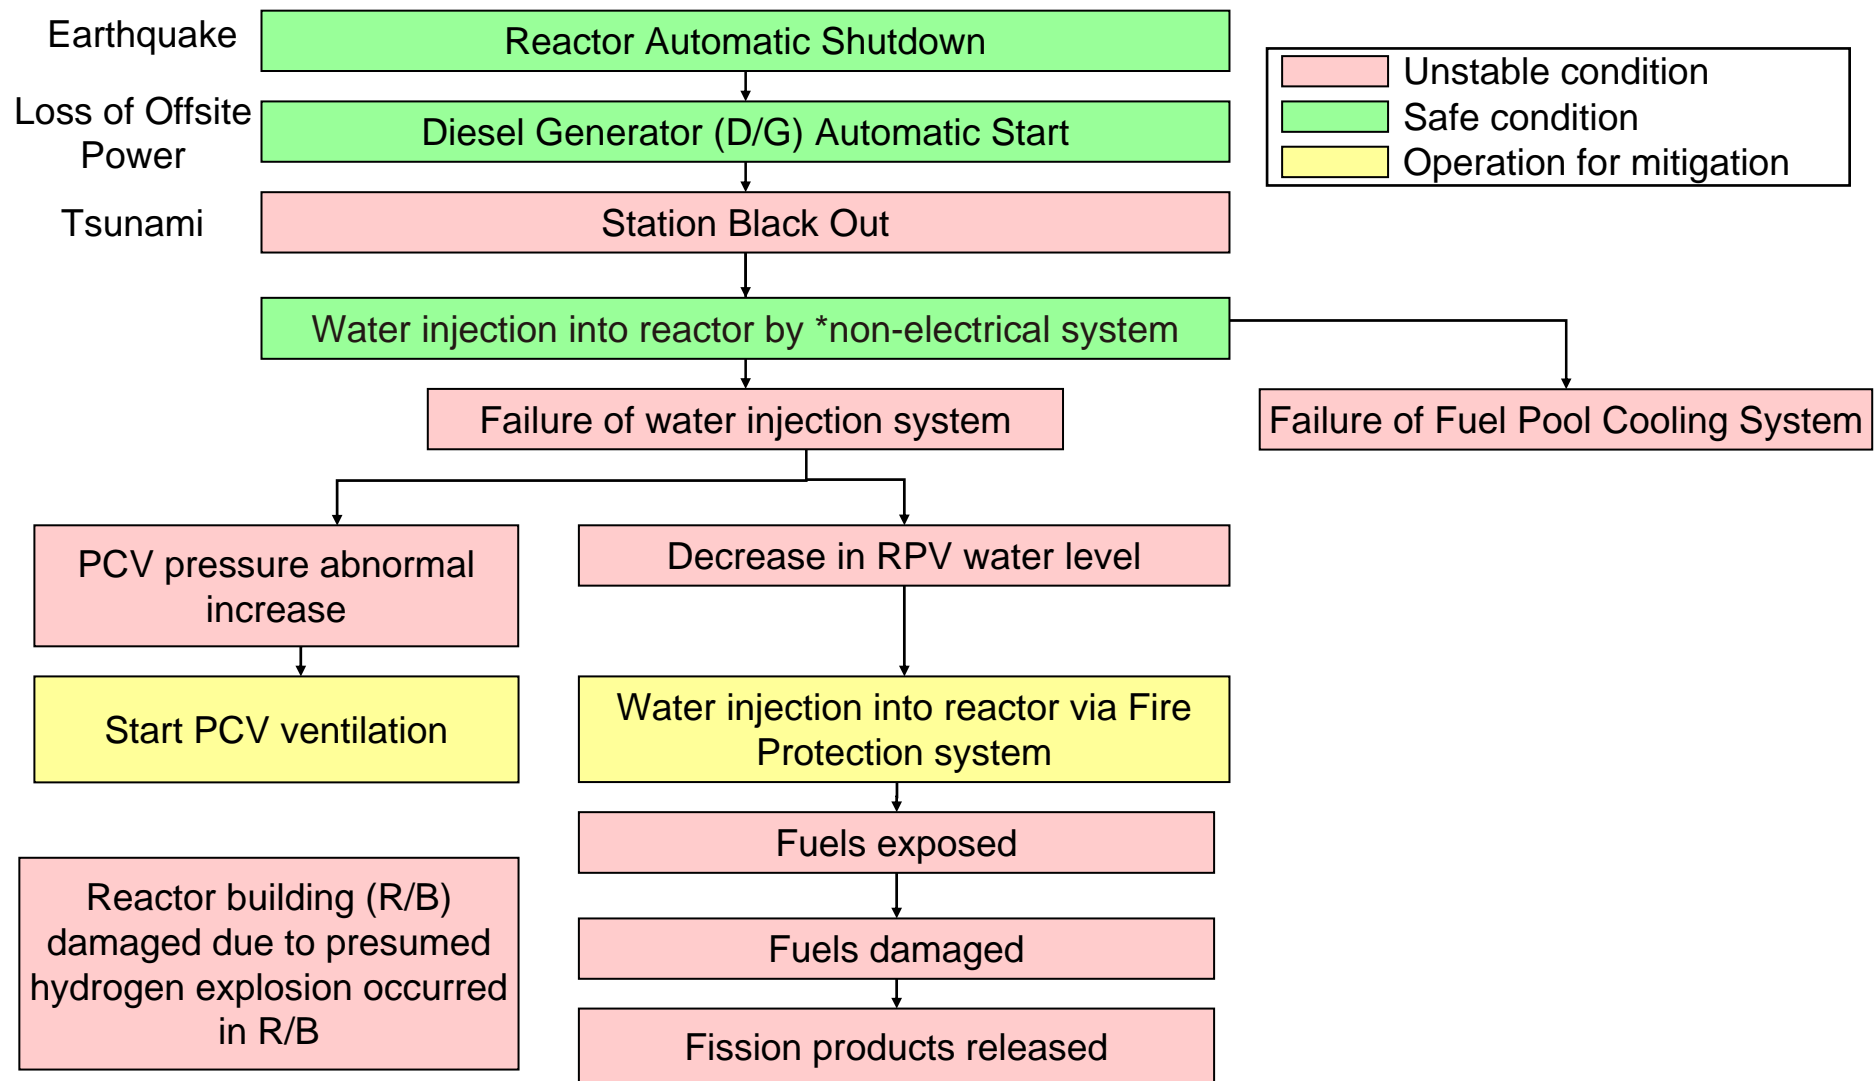 Earthquake
Reactor Automatic Shutdown
Unstable condition
Safe condition
Operation for mitigation
Loss of Offsite
Power
Diesel Generator (D/G) Automatic Start
Tsunami
Station Black Out
Water injection into reactor by *non-electrical system
Failure of water injection system
Failure of Fuel Pool Cooling System
PCV pressure abnormal
increase
Decrease in RPV water level
Start PCV ventilation
Water injection into reactor via Fire
Protection system
Fuels exposed
Reactor building (R/B)
damaged due to presumed
hydrogen explosion occurred
in R/B
Fuels damaged
Fission products released